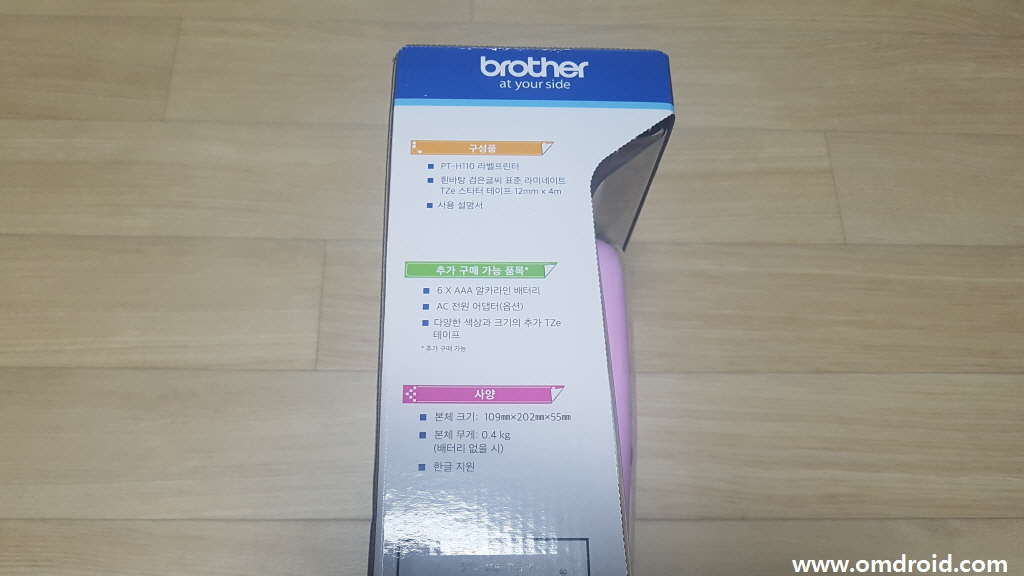 brother
at your side
구성품
PT-H110 라벨프린터
흰바탕 검은글씨 표준 라미네이트
TZe 스타터 테이프 12mm x 4m
사용 설명서
추가 구매 가능 품목*
6 X AAA 알카라인 배터리
AC 전원 어댑터(옵션)
다양한 색상과 크기의 추가 TZe
테이프
* 추가 구매 가능
사양
본체 크기: 109㎜×202㎜×55㎜
본체 무게: 0.4 kg
(배터리 없을 시)
한글 지원
www.omdroid.com